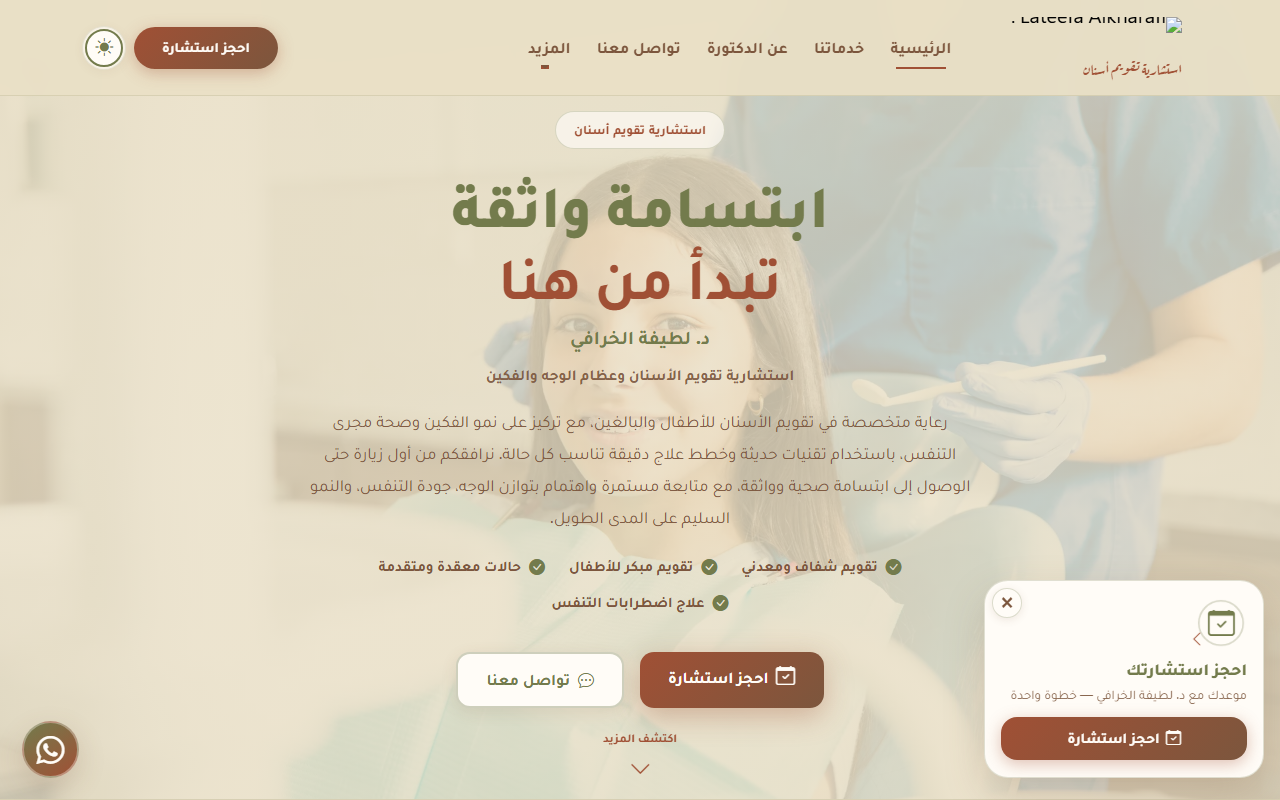 . Lateefa Alkharafi
استشارية تقويم أسنان
الرئيسية
خدماتنا
عن الدكتورة
تواصل معنا
المزيد
احجز استشارة
استشارية تقويم أسنان
ابتسامة واثقة
تبدأ من هنا
د. لطيفة الخرافي
استشارية تقويم الأسنان وعظام الوجه والفكين
رعاية متخصصة في تقويم الأسنان للأطفال والبالغين، مع تركيز على نمو الفكين وصحة مجرى
التنفس، باستخدام تقنيات حديثة وخطط علاج دقيقة تناسب كل حالة. نرافقكم من أول زيارة حتى
الوصول إلى ابتسامة صحية وواثقة، مع متابعة مستمرة واهتمام بتوازن الوجه، جودة التنفس، والنمو
السليم على المدى الطويل.
تقويم شفاف ومعدني
تقويم مبكر للأطفال
حالات معقدة ومتقدمة
علاج اضطرابات التنفس
احجز استشارة
تواصل معنا
اكتشف المزيد
احجز استشارتك
موعدك مع د. لطيفة الخرافي — خطوة واحدة
احجز استشارة